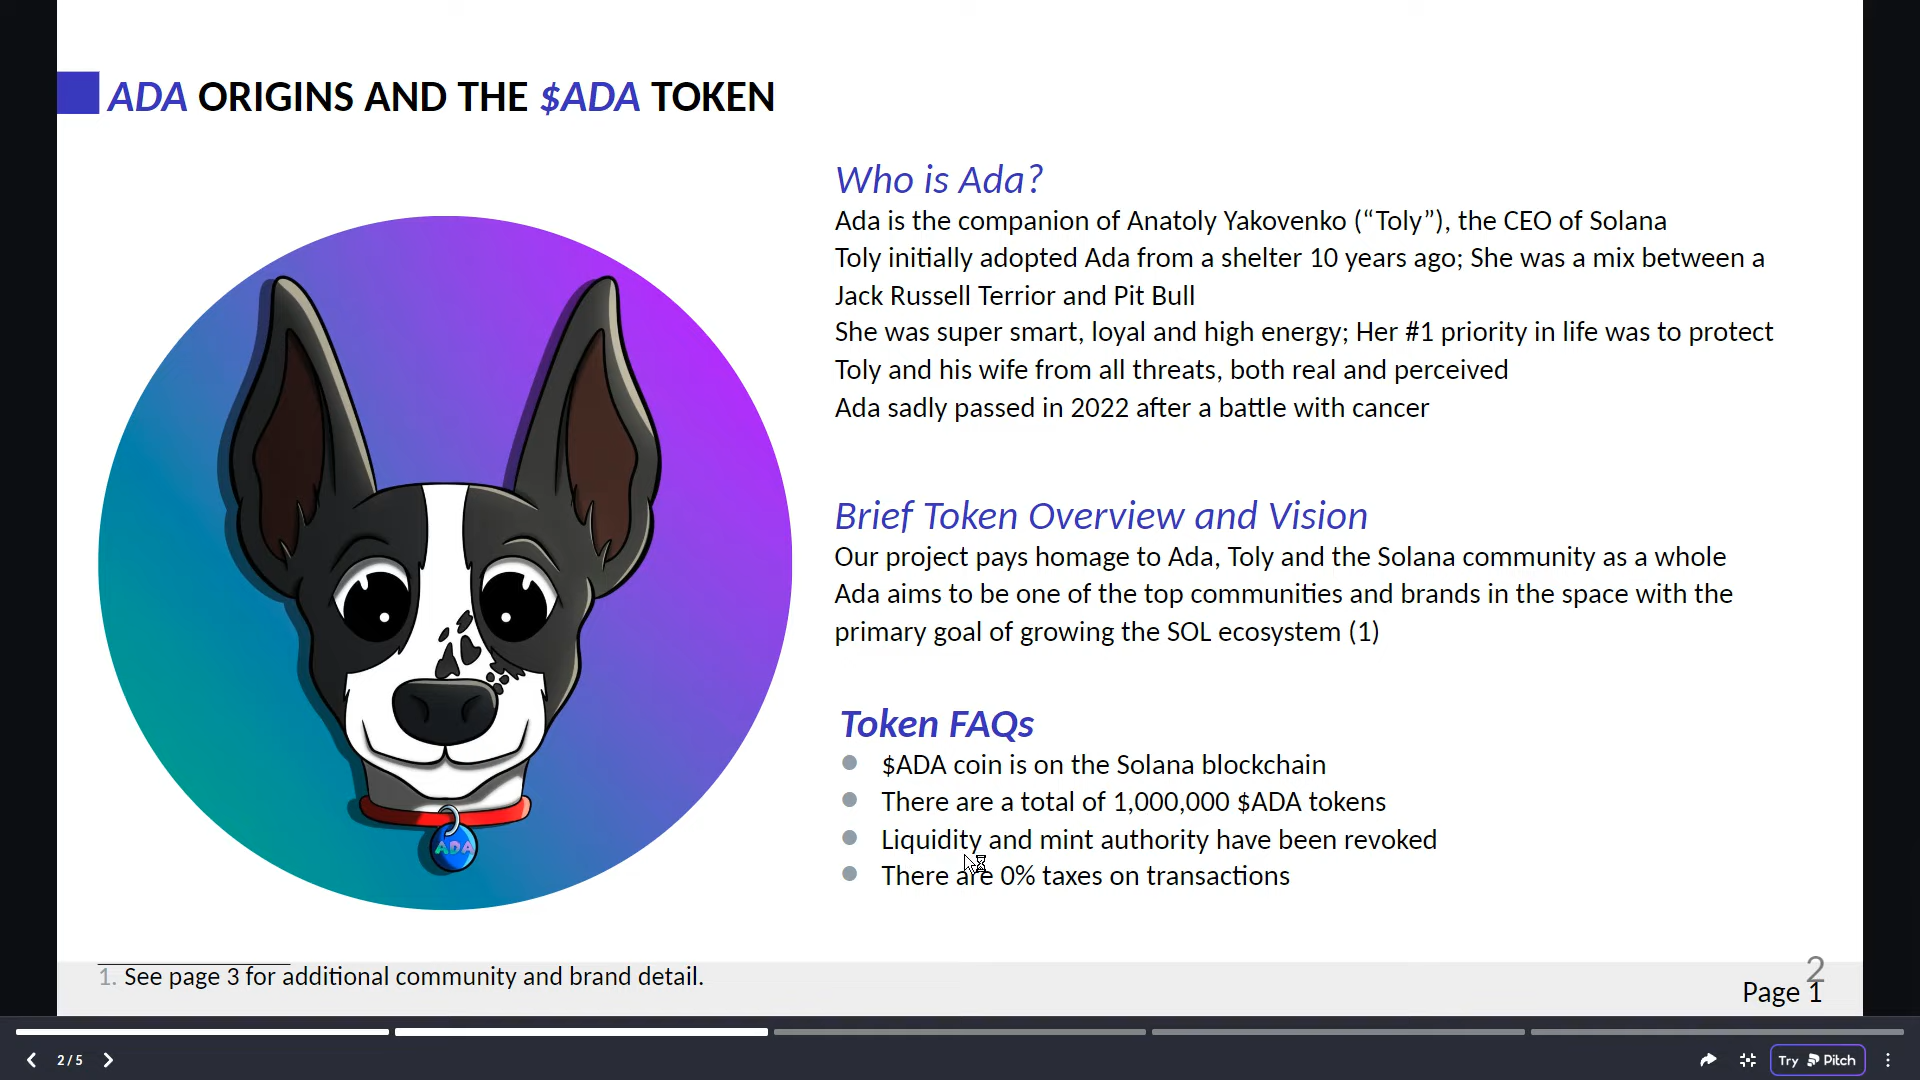 ADA ORIGINS AND THE $ADA TOKEN
Who is Ada?
Ada is the companion of Anatoly Yakovenko (“Toly”), the CEO of Solana
Toly initially adopted Ada from a shelter 10 years ago; She was a mix between a
Jack Russell Terrior and Pit Bull
She was super smart, loyal and high energy; Her #1 priority in life was to protect
Toly and his wife from all threats, both real and perceived
Ada sadly passed in 2022 after a battle with cancer
Brief Token Overview and Vision
Our project pays homage to Ada, Toly and the Solana community as a whole
Ada aims to be one of the top communities and brands in the space with the
primary goal of growing the SOL ecosystem (1)
Token FAQs
$ADA coin is on the Solana blockchain
There are a total of 1,000,000 $ADA tokens
Liquidity and mint authority have been revoked
There are 0% taxes on transactions
ADA
1. See page 3 for additional community and brand detail.
2
Page 1
2 / 5
Try Pitch